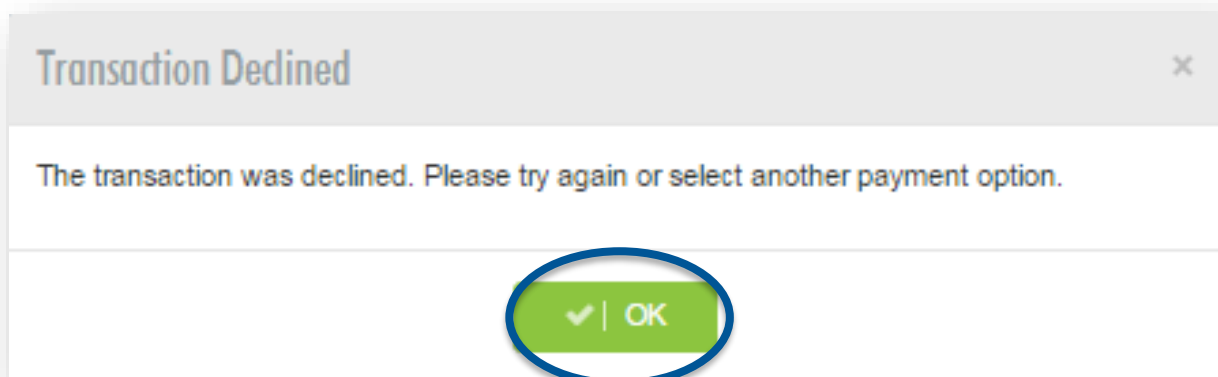 Transaction Declined
The transaction was declined. Please try again or select another payment option.
OK